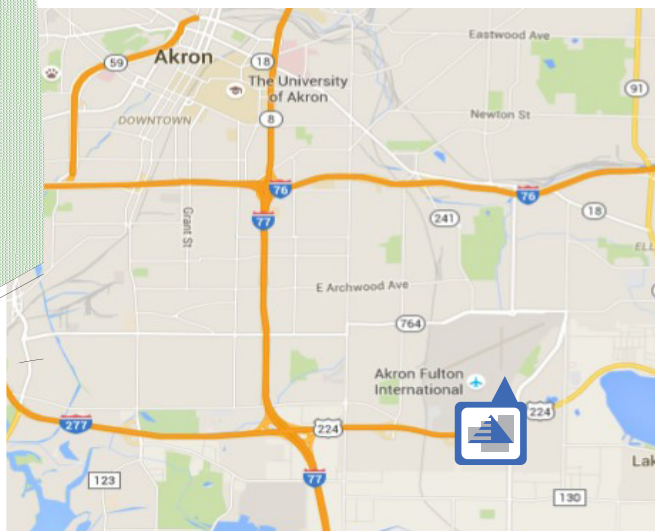 Eastwood Ave
59
Akron
18
The University
of Akron
91
8
DOWNTOWN
Newton St
76
76
77
Grant St
241
18
ELL
E Archwood Ave
764
Akron Fulton
International
224
277
224
Lak
77
123
130